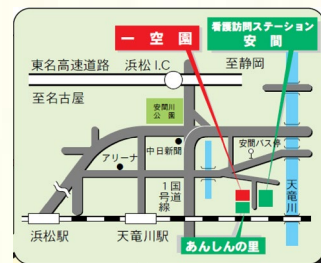 一空園
看護訪問ステーション
安間
東名高速道路 浜松I.C
至静岡
至名古屋
安間川
公園
中日新聞
安間バス停
アリーナ
1国
号道
線
天竜川
浜松駅
天竜川駅
あんしんの里